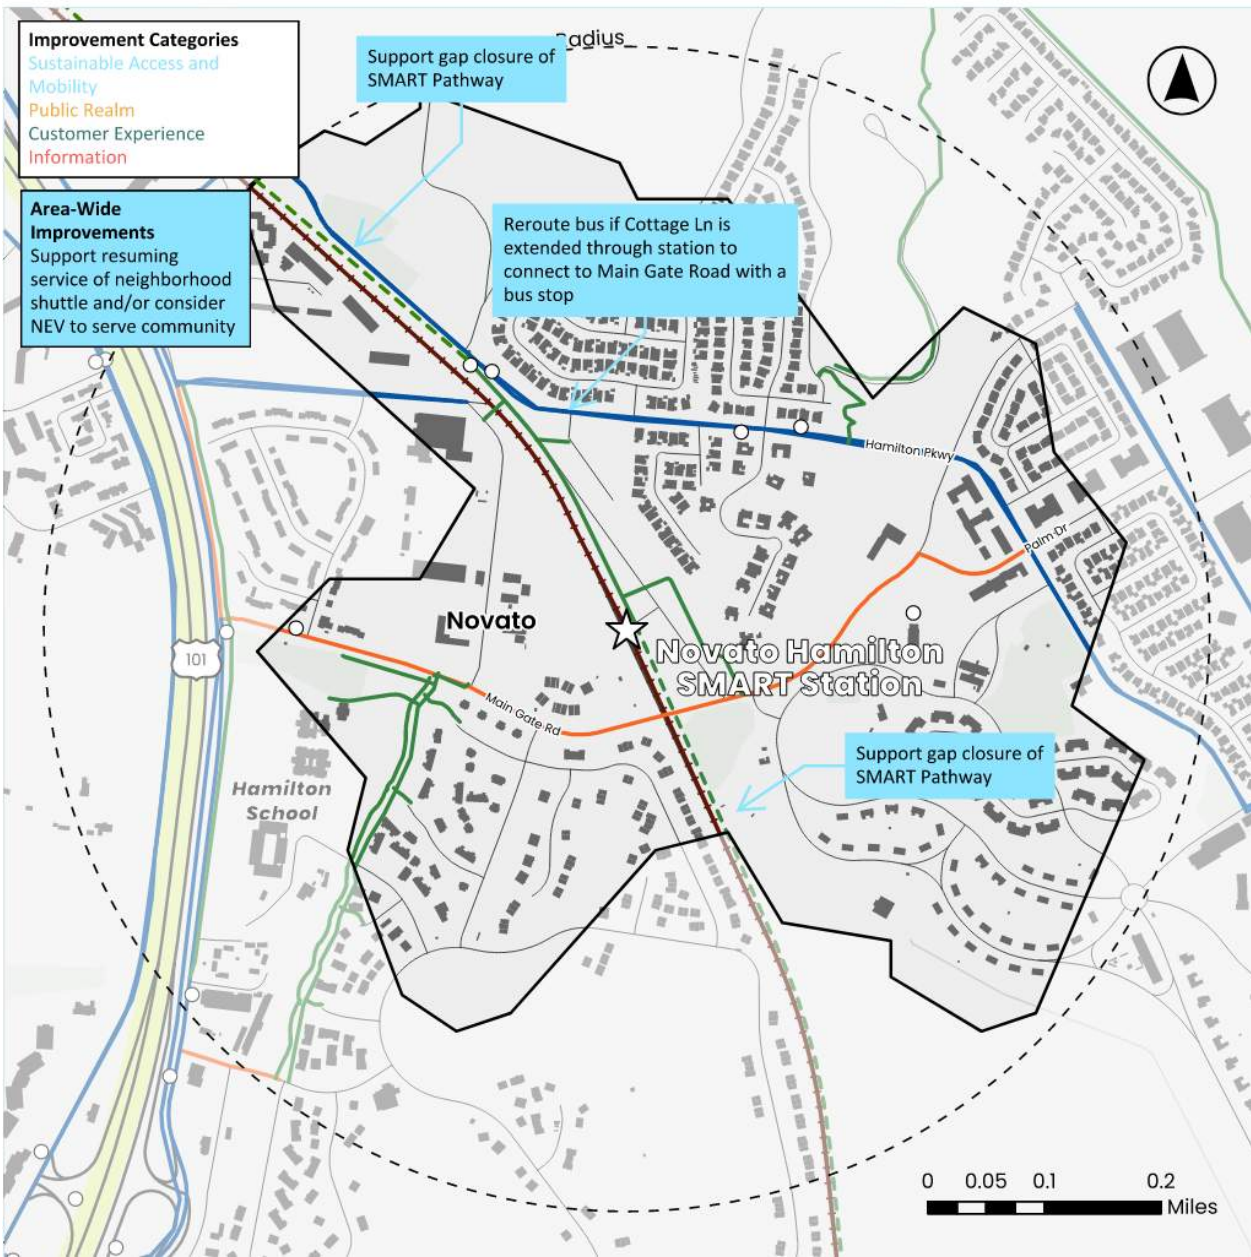 Improvement Categories
Sustainable Access and
Mobility
Public Realm
Customer Experience
Information
Area-Wide
Improvements
Support resuming
service of neighborhood
shuttle and/or consider
NEV to serve community
Support gap closure of
SMART Pathway
Radius
Reroute bus if Cottage Ln is
extended through station to
connect to Main Gate Road with a
bus stop
Hamilton Pkwy
Palm Dr
Novato
101
Novato Hamilton
SMART Station
Main Gate Rd
Support gap closure of
SMART Pathway
Hamilton
School
0 0.05 0.1 0.2
Miles